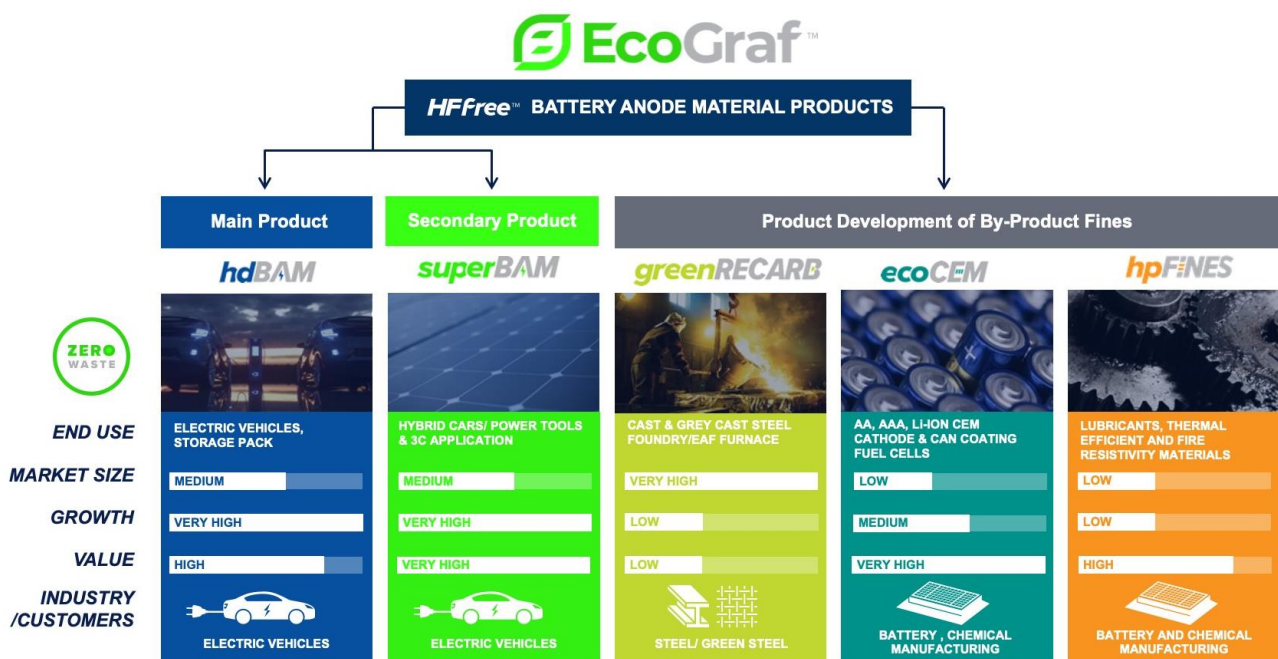 EcoGraf™
HFfree™ BATTERY ANODE MATERIAL PRODUCTS
Main Product
Secondary Product
Product Development of By-Product Fines
hdBAM
superBAM
greenRECARB
ecoCEM
hpFINES
ZERO
WASTE
END USE
ELECTRIC VEHICLES,
STORAGE PACK
HYBRID CARS/ POWER TOOLS
& 3C APPLICATION
CAST & GREY CAST STEEL
FOUNDRY/EAF FURNACE
AA, AAA, Li-ION CEM
CATHODE & CAN COATING
FUEL CELLS
LUBRICANTS, THERMAL
EFFICIENT AND FIRE
RESISTIVITY MATERIALS
MARKET SIZE
MEDIUM
MEDIUM
VERY HIGH
LOW
LOW
GROWTH
VERY HIGH
VERY HIGH
LOW
MEDIUM
LOW
VALUE
HIGH
VERY HIGH
LOW
VERY HIGH
HIGH
INDUSTRY
/CUSTOMERS
ELECTRIC VEHICLES
ELECTRIC VEHICLES
STEEL/ GREEN STEEL
BATTERY , CHEMICAL
MANUFACTURING
BATTERY AND CHEMICAL
MANUFACTURING